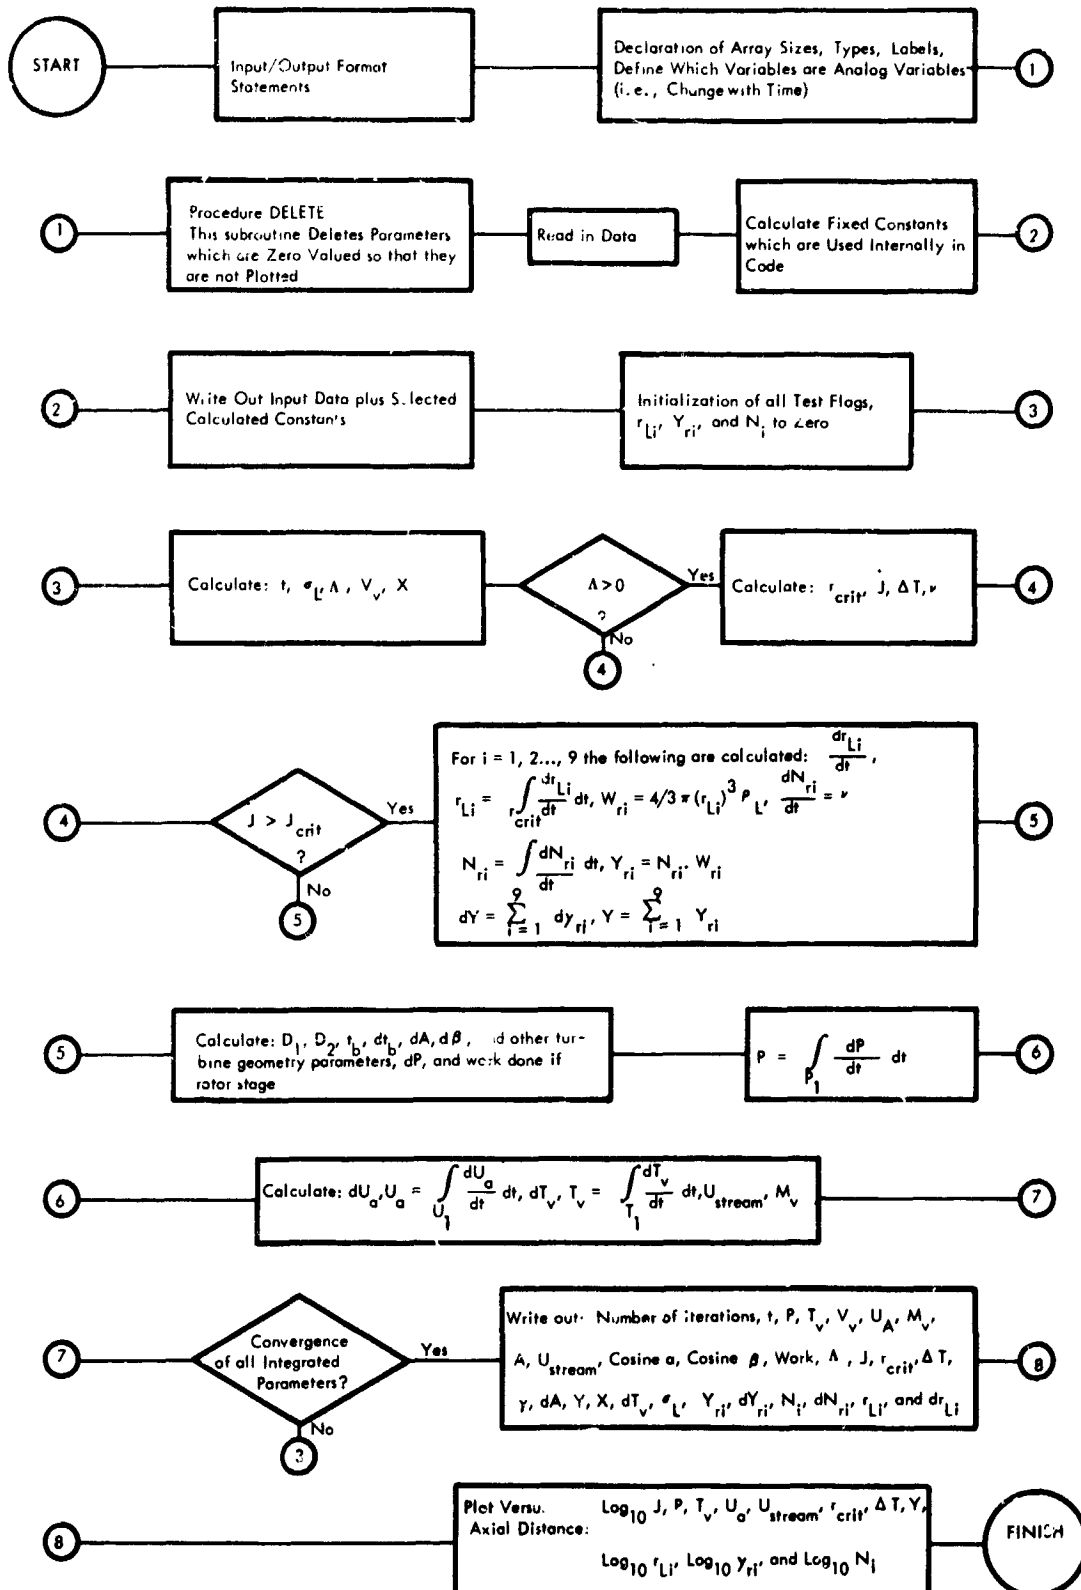 START
Input/Output Format
Statements
Declaration of Array Sizes, Types, Labels,
Define Which Variables are Analog Variables
(i.e., Change with Time)
1
1
Procedure DELETE
This subroutine Deletes Parameters
which are Zero Valued so that they
are not Plotted
Read in Data
Calculate Fixed Constants
which are Used Internally in
Code
2
2
Write Out Input Data plus S.lected
Calculated Constan's
Initialization of all Test Flags,
r_Li, Y_ri, and N_i to Zero
3
3
Calculate: t, σ_L, Λ, V_v, X
Λ > 0
?
Yes
No
4
Calculate: r_crit, J, ΔT, ν
4
4
J > J_crit
?
Yes
No
5
For i = 1, 2..., 9 the following are calculated: dr_Li/dt,
r_Li = ∫_r_crit dr_Li/dt dt, W_ri = 4/3 π (r_Li)^3 ρ_L, dN_ri/dt = ν
N_ri = ∫ dN_ri/dt dt, Y_ri = N_ri. W_ri
dY = Σ_{i = 1}^9 dy_ri, Y = Σ_{i = 1}^9 Y_ri
5
5
Calculate: D_1, D_2, t_b, dt_b, dA, dβ, .d other tur-
bine geometry parameters, dP, and work done if
rotor stage
P = ∫_P_1 dP/dt dt
6
6
Calculate: dU_a, U_a = ∫_U_1 dU_a/dt dt, dT_v, T_v = ∫_T_1 dT_v/dt dt, U_stream, M_v
7
7
Convergence
of all Integrated
Parameters?
Yes
No
3
Write out: Number of iterations, t, P, T_v, V_v, U_A, M_v,
A, U_stream, Cosine α, Cosine β, Work, Λ, J, r_crit, ΔT,
γ, dA, Y, X, dT_v, σ_L, Y_ri, dY_ri, N_i, dN_ri, r_Li, and dr_Li
8
8
Plot Versu.
Axial Distance:
Log_10 J, P, T_v, U_a, U_stream, r_crit, ΔT, Y,
Log_10 r_Li, Log_10 y_ri, and Log_10 N_i
FINICH